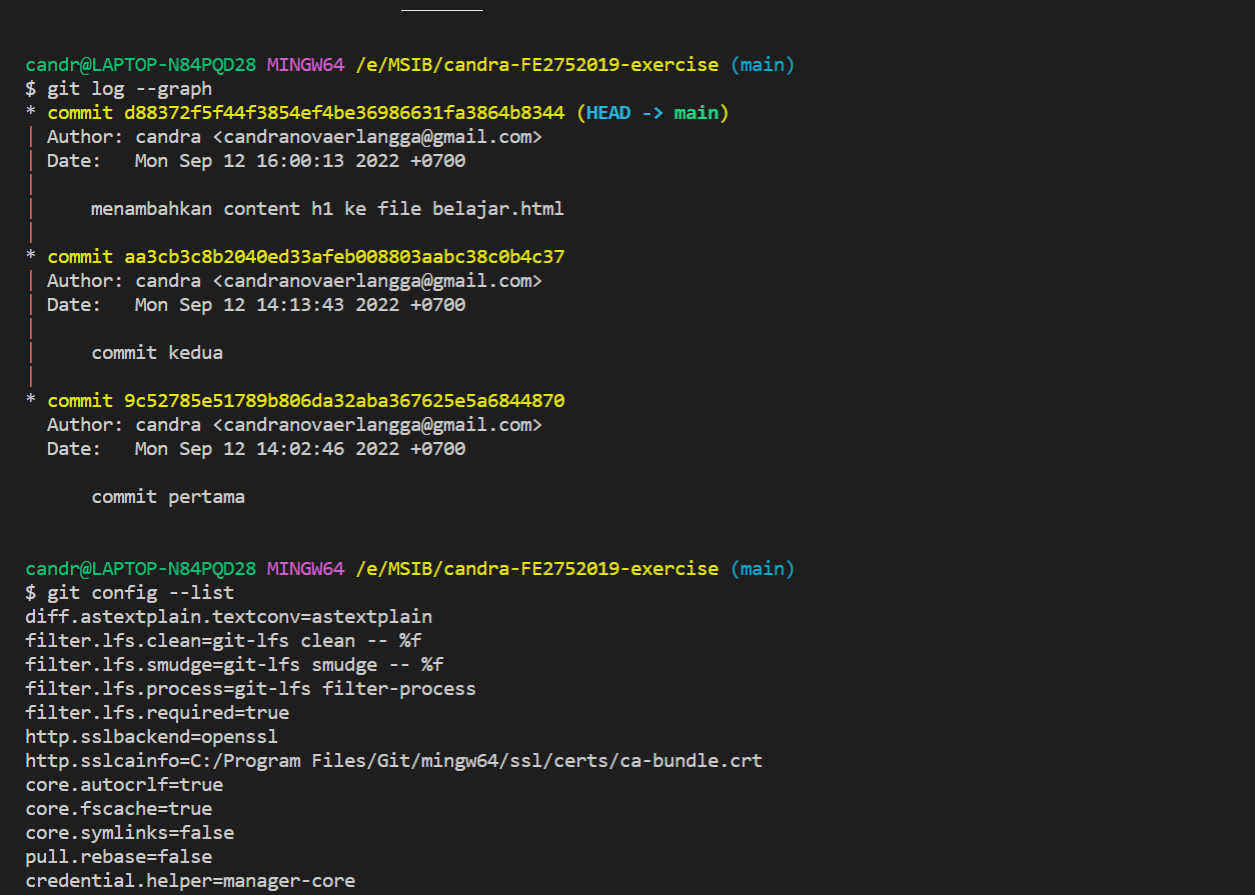 candr@LAPTOP-N84PQD28 MINGW64 /e/MSIB/candra-FE2752019-exercise (main)
$ git log --graph
* commit d88372f5f44f3854ef4be36986631fa3864b8344 (HEAD -> main)
| Author: candra <candranovaerlangga@gmail.com>
| Date:   Mon Sep 12 16:00:13 2022 +0700
|
|     menambahkan content h1 ke file belajar.html
|
* commit aa3cb3c8b2040ed33afeb008803aabc38c0b4c37
| Author: candra <candranovaerlangga@gmail.com>
| Date:   Mon Sep 12 14:13:43 2022 +0700
|
|     commit kedua
|
* commit 9c52785e51789b806da32aba367625e5a6844870
  Author: candra <candranovaerlangga@gmail.com>
  Date:   Mon Sep 12 14:02:46 2022 +0700
      commit pertama
candr@LAPTOP-N84PQD28 MINGW64 /e/MSIB/candra-FE2752019-exercise (main)
$ git config --list
diff.astextplain.textconv=astextplain
filter.lfs.clean=git-lfs clean -- %f
filter.lfs.smudge=git-lfs smudge -- %f
filter.lfs.process=git-lfs filter-process
filter.lfs.required=true
http.sslbackend=openssl
http.sslcainfo=C:/Program Files/Git/mingw64/ssl/certs/ca-bundle.crt
core.autocrlf=true
core.fscache=true
core.symlinks=false
pull.rebase=false
credential.helper=manager-core